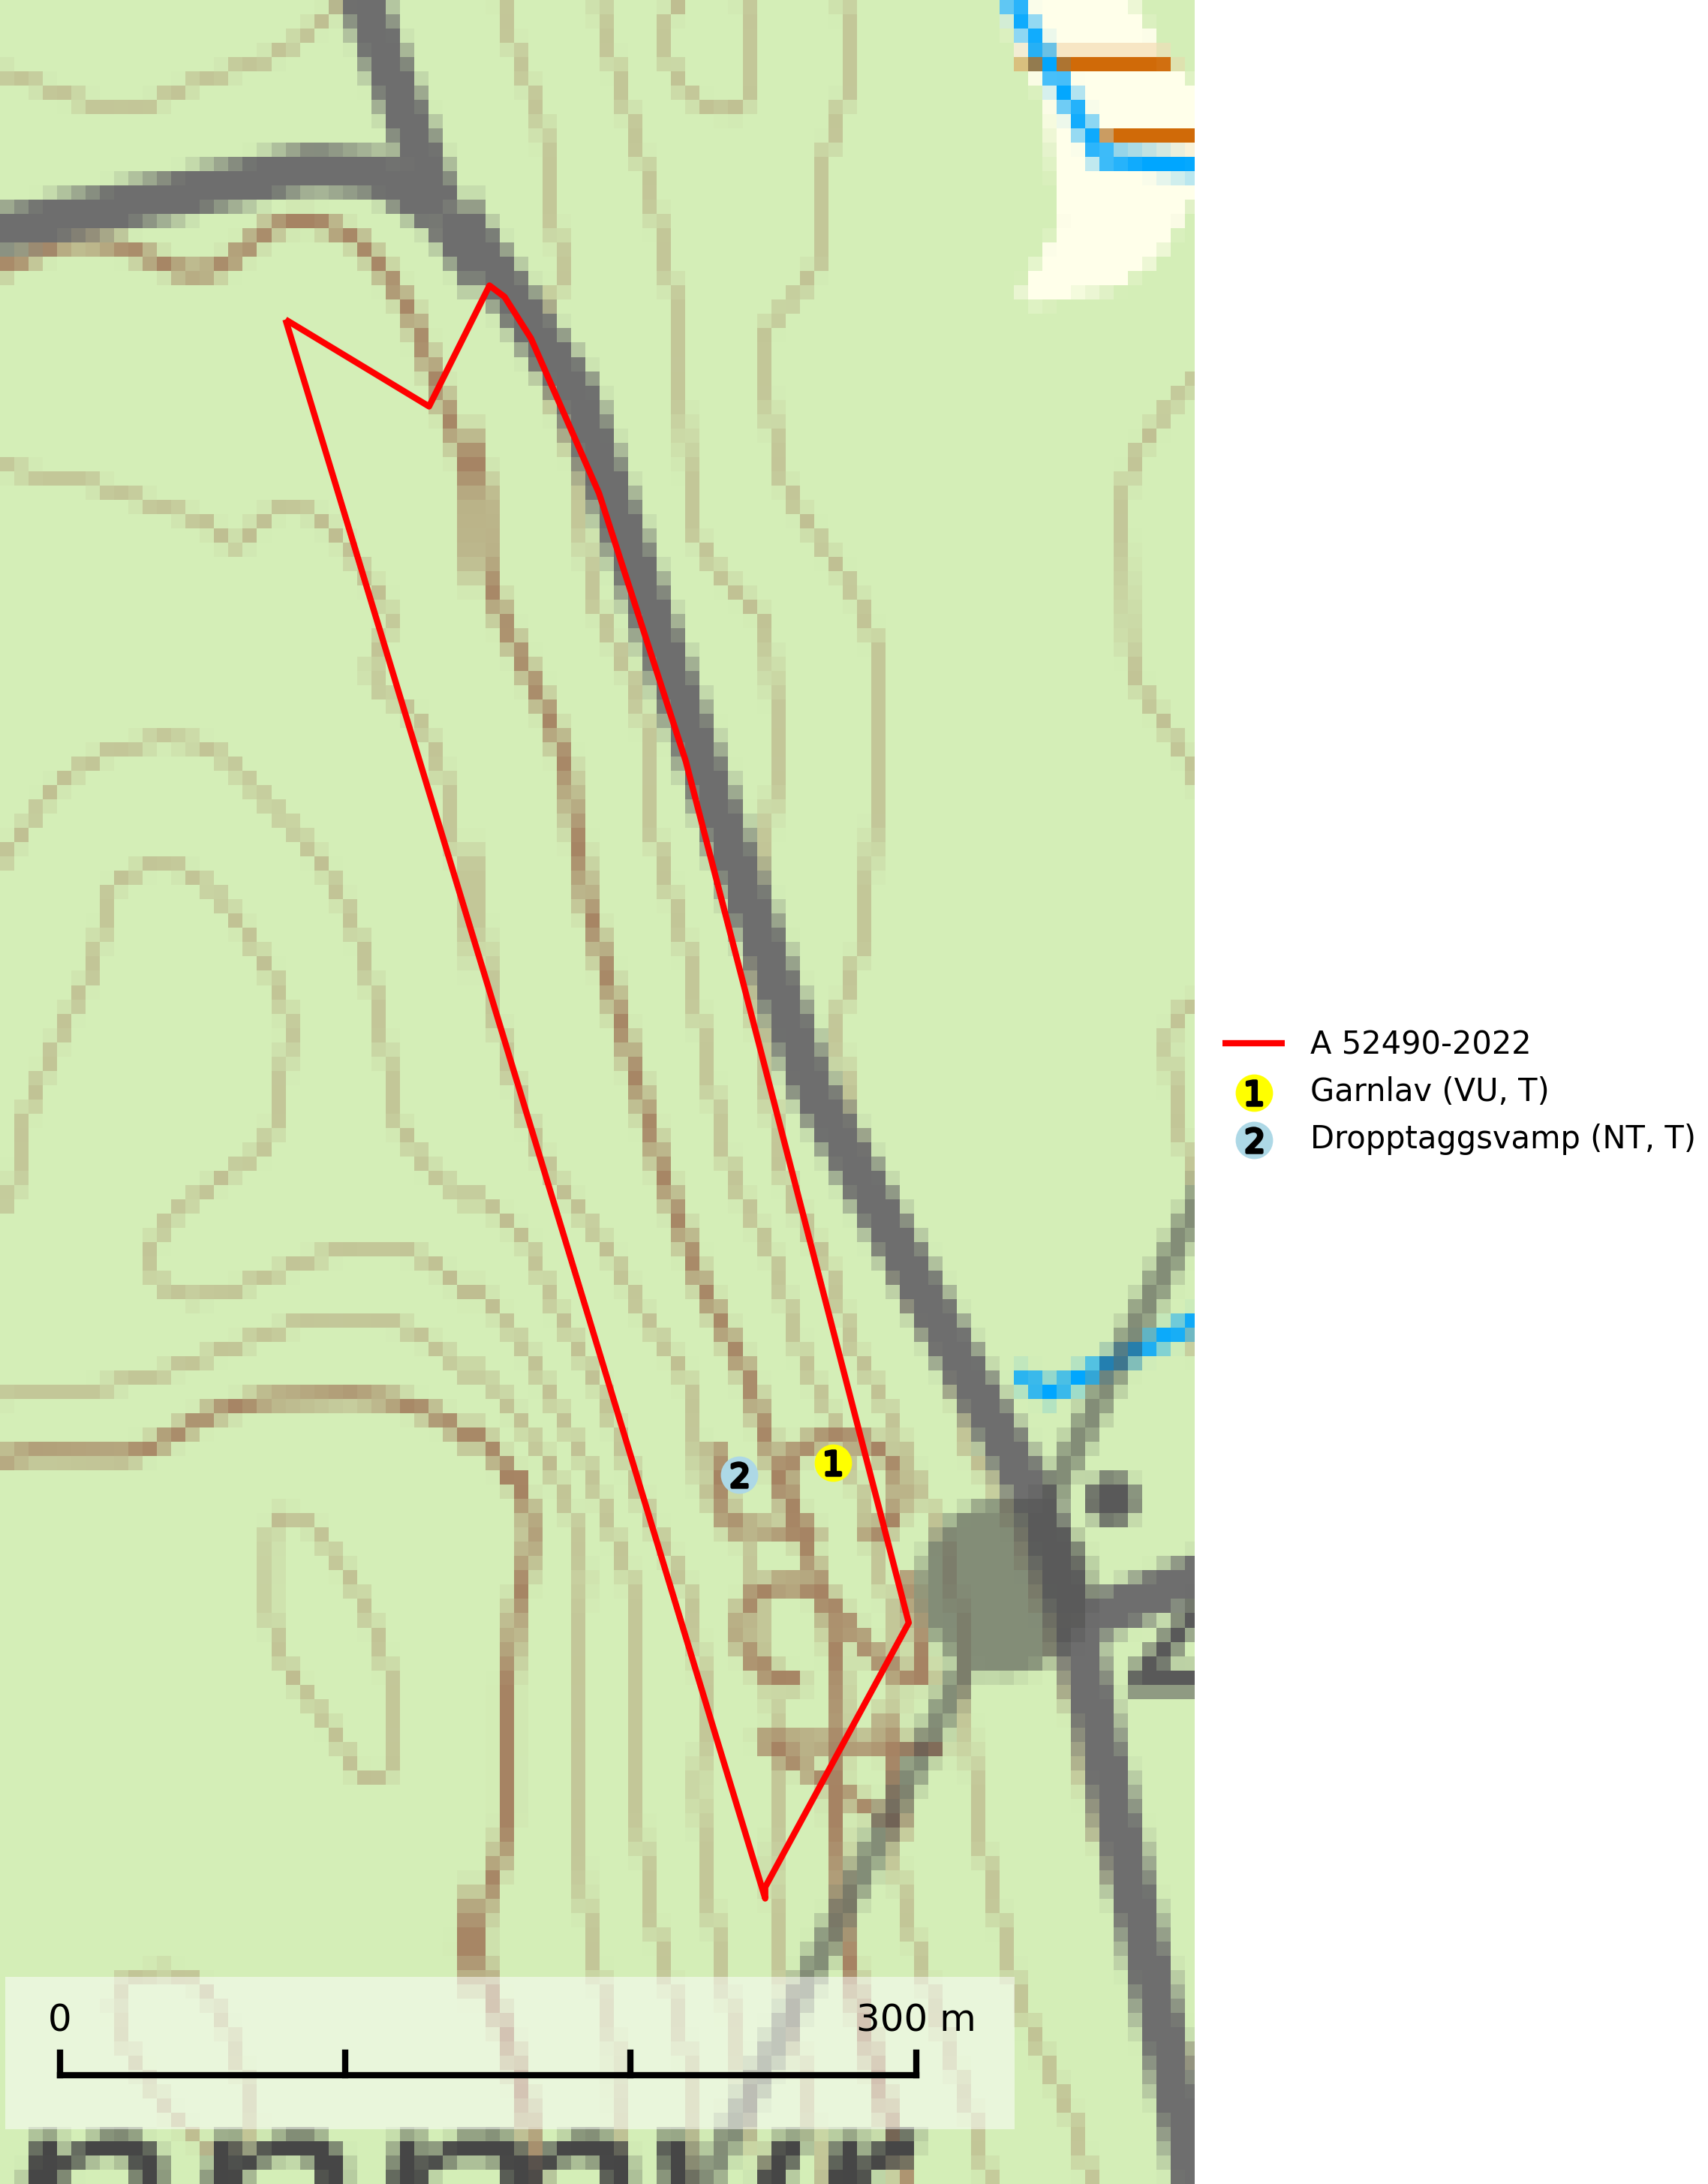 A 52490-2022
1 Garnlav (VU, T)
2 Dropptaggsvamp (NT, T)
2 1
0 300 m